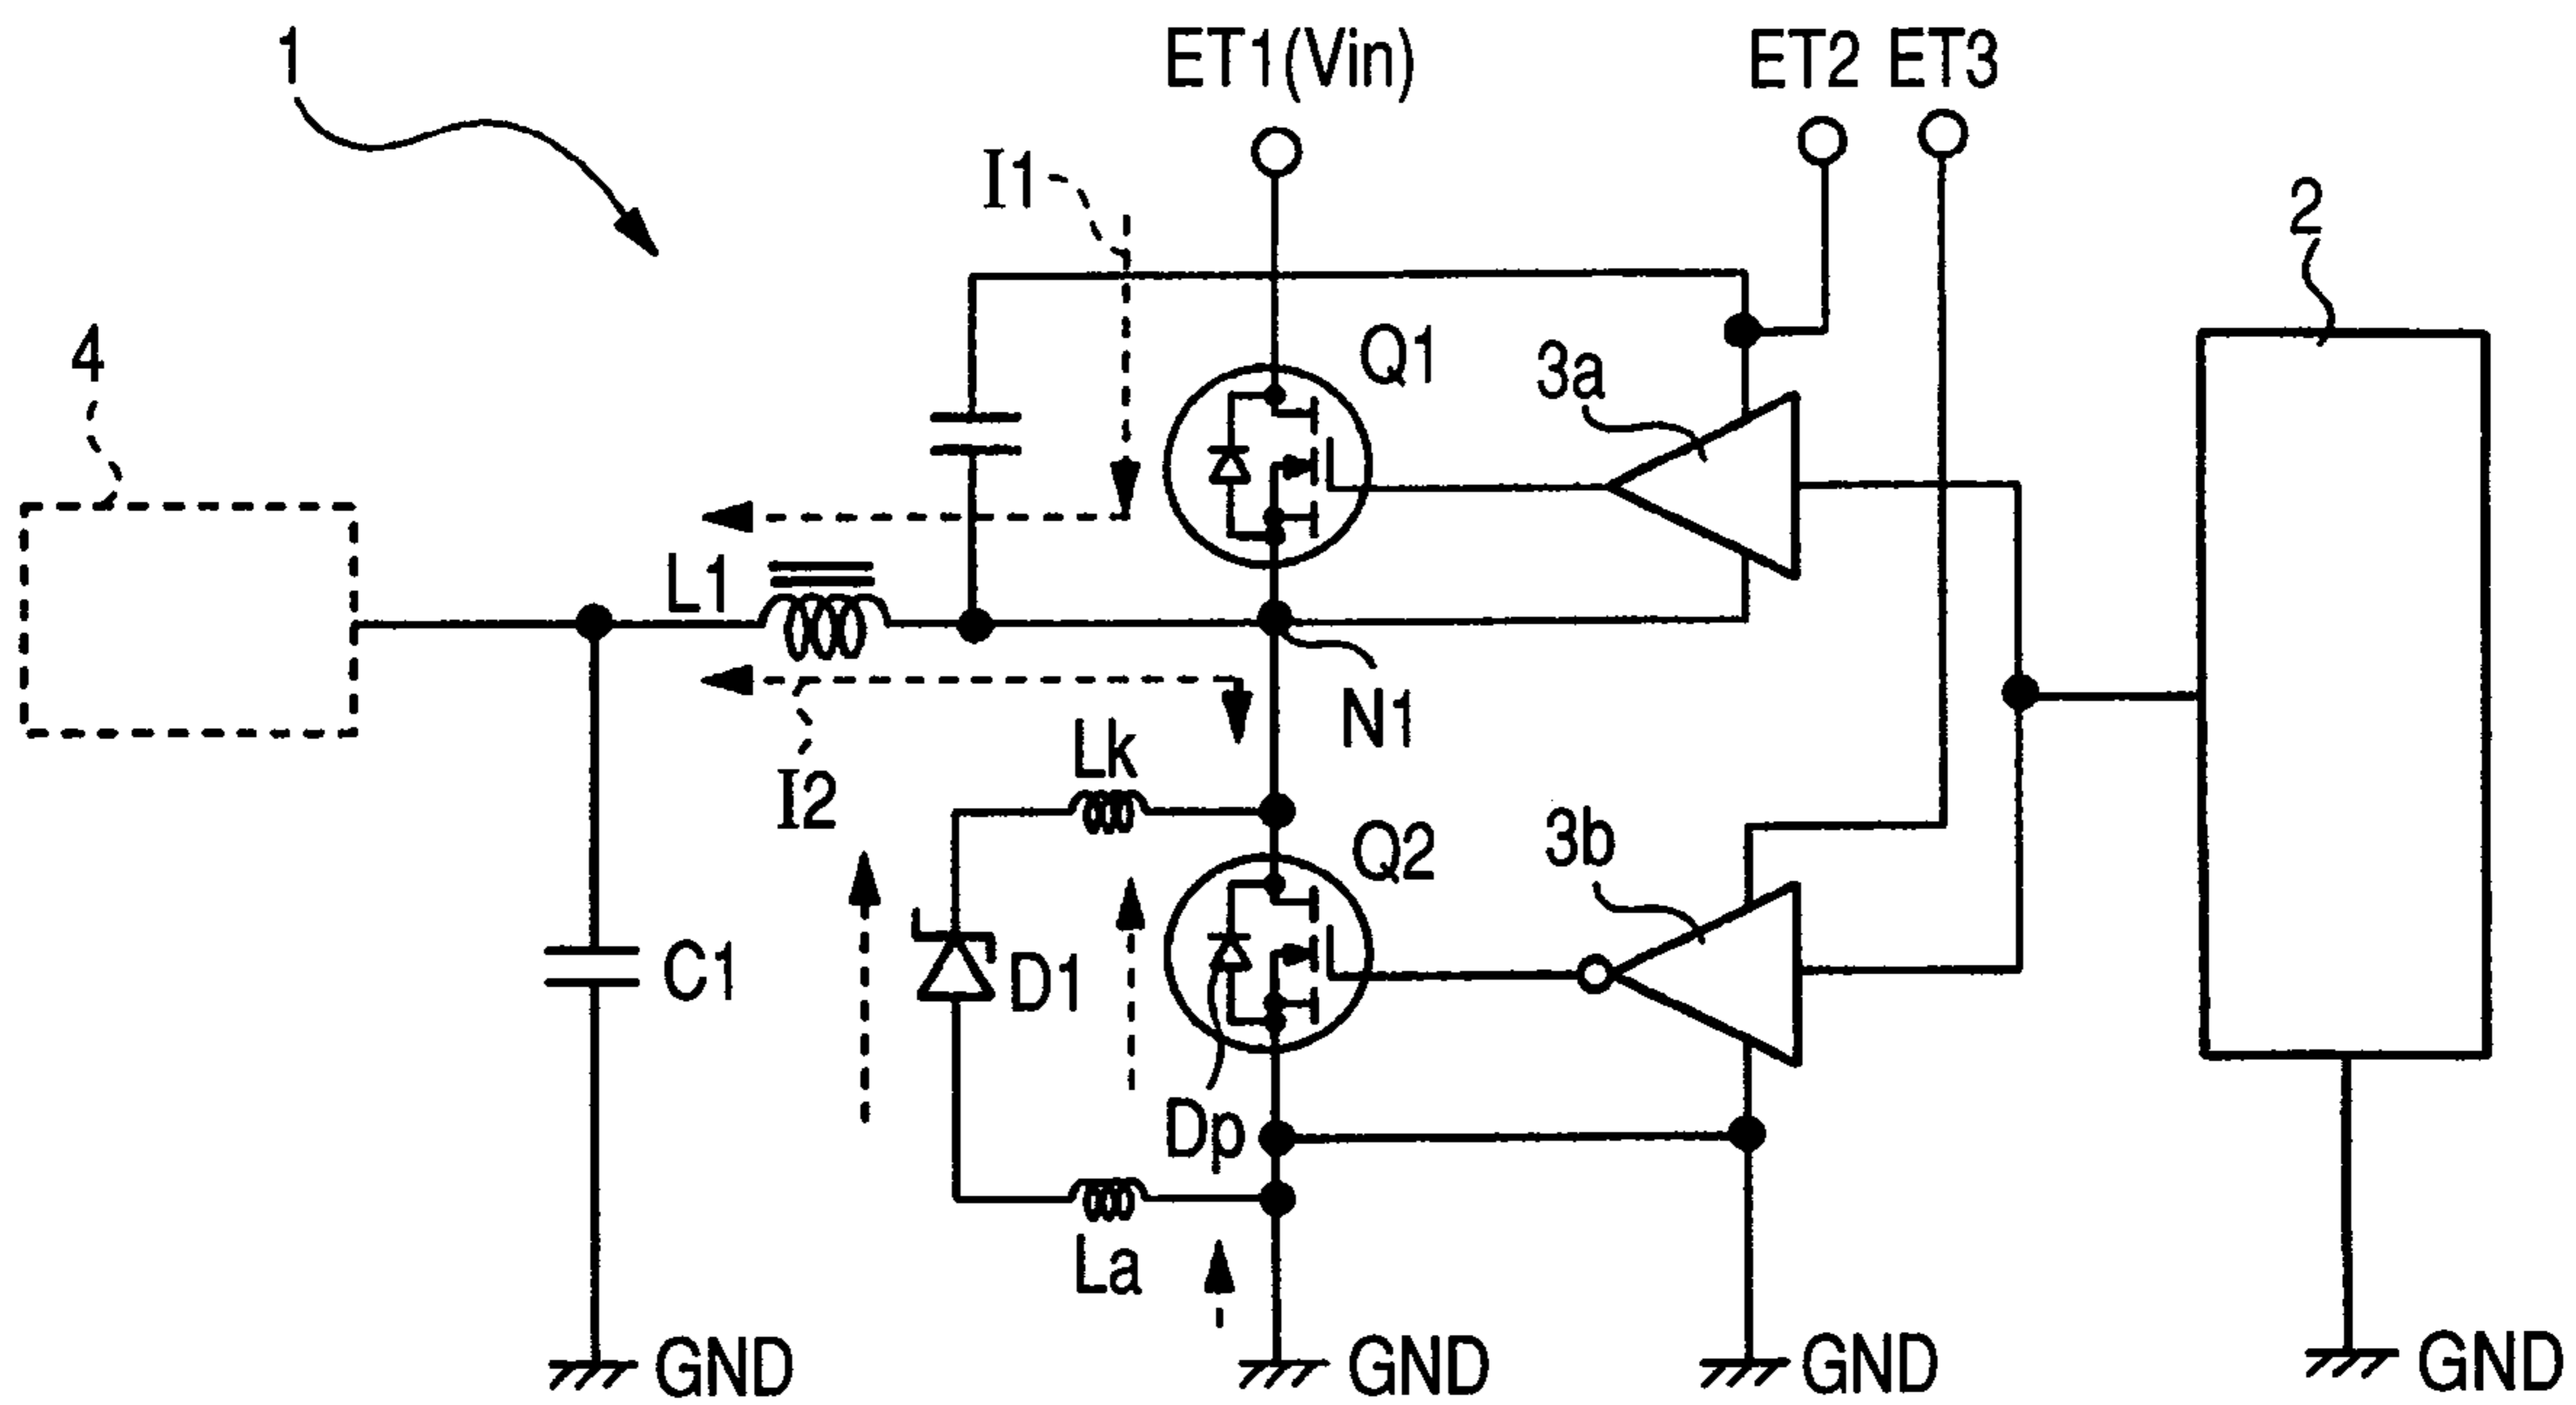 1
ET1(Vin)
ET2
ET3
I1
2
4
Q1
3a
L1
N1
Lk
I2
Q2
3b
C1
D1
Dp
La
GND
GND
GND
GND